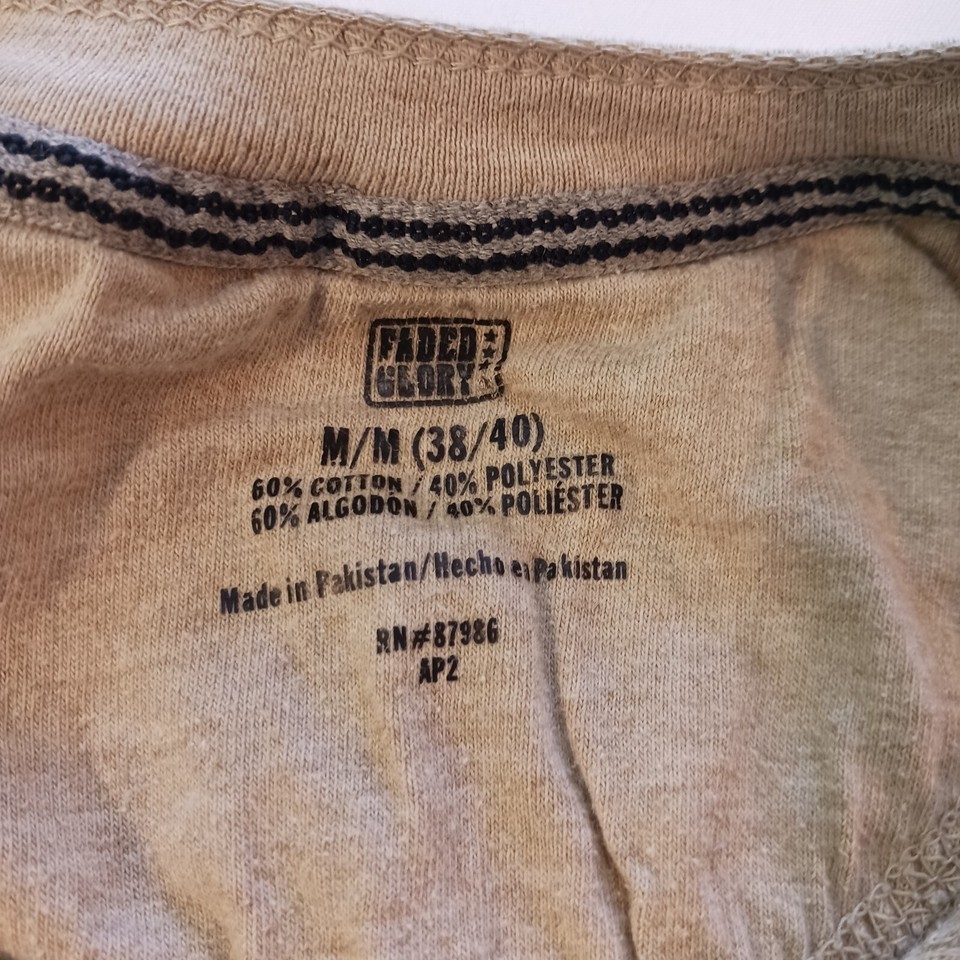 FADED
GLORY
M/M (38/40)
60% COTTON / 40% POLYESTER
60% ALGODÓN / 40% POLIÉSTER
Made in Pakistan/Hecho en Pakistan
RN#87986
AP2